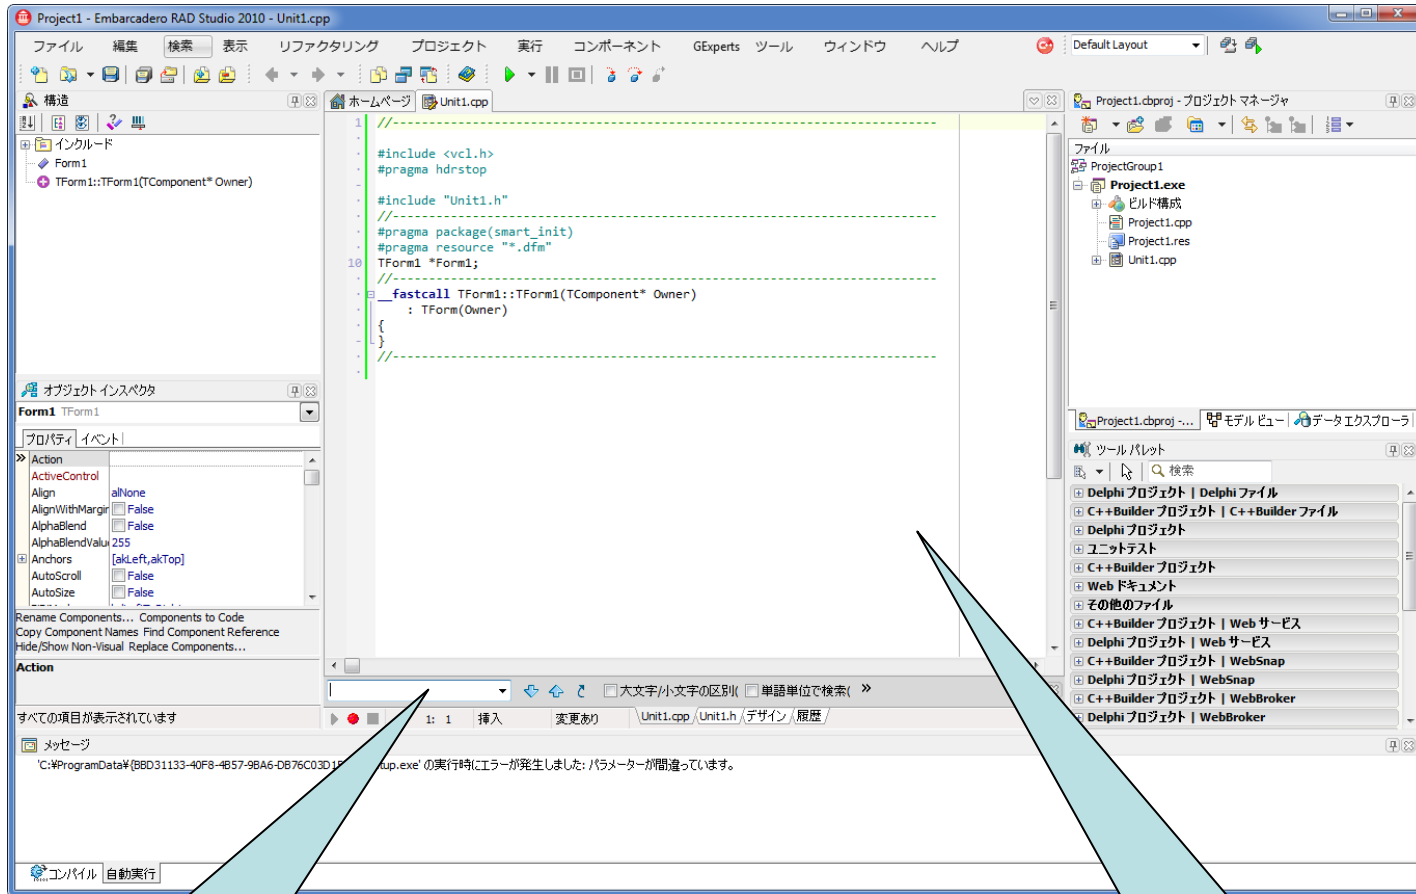 Project1 - Embarcadero RAD Studio 2010 - Unit1.cpp
ファイル 編集 検索 表示 リファクタリング プロジェクト 実行 コンポーネント GExperts ツール ウィンドウ ヘルプ
Default Layout
構造
インクルード
Form1
TForm1::TForm1(TComponent* Owner)
オブジェクト インスペクタ
Form1 TForm1
プロパティ イベント
Action
ActiveControl
Align alNone
AlignWithMargir False
AlphaBlend False
AlphaBlendValu 255
Anchors [akLeft,akTop]
AutoScroll False
AutoSize False
Rename Components... Components to Code
Copy Component Names Find Component Reference
Hide/Show Non-Visual Replace Components...
Action
すべての項目が表示されています
ホームページ Unit1.cpp
1 //---------------------------------------------------------------------------
#include <vcl.h>
#pragma hdrstop
#include "Unit1.h"
//---------------------------------------------------------------------------
#pragma package(smart_init)
#pragma resource "*.dfm"
10 TForm1 *Form1;
//---------------------------------------------------------------------------
__fastcall TForm1::TForm1(TComponent* Owner)
: TForm(Owner)
{
}
//---------------------------------------------------------------------------
大文字/小文字の区別( 単語単位で検索(
1: 1 挿入 変更あり Unit1.cpp Unit1.h デザイン 履歴
Project1.cbproj - プロジェクト マネージャ
ファイル
ProjectGroup1
Project1.exe
ビルド構成
Project1.cpp
Project1.res
Unit1.cpp
Project1.cbproj -... モデル ビュー データ エクスプローラ
ツール パレット
検索
Delphi プロジェクト | Delphi ファイル
C++Builder プロジェクト | C++Builder ファイル
Delphi プロジェクト
ユニットテスト
C++Builder プロジェクト
Web ドキュメント
その他のファイル
C++Builder プロジェクト | Web サービス
Delphi プロジェクト | Web サービス
C++Builder プロジェクト | WebSnap
Delphi プロジェクト | WebSnap
C++Builder プロジェクト | WebBroker
Delphi プロジェクト | WebBroker
メッセージ
'C:¥ProgramData¥{BBD31133-40F8-4B57-9BA6-DB76C03D1 up.exe' の実行時にエラーが発生しました: パラメーターが間違っています。
コンパイル 自動実行